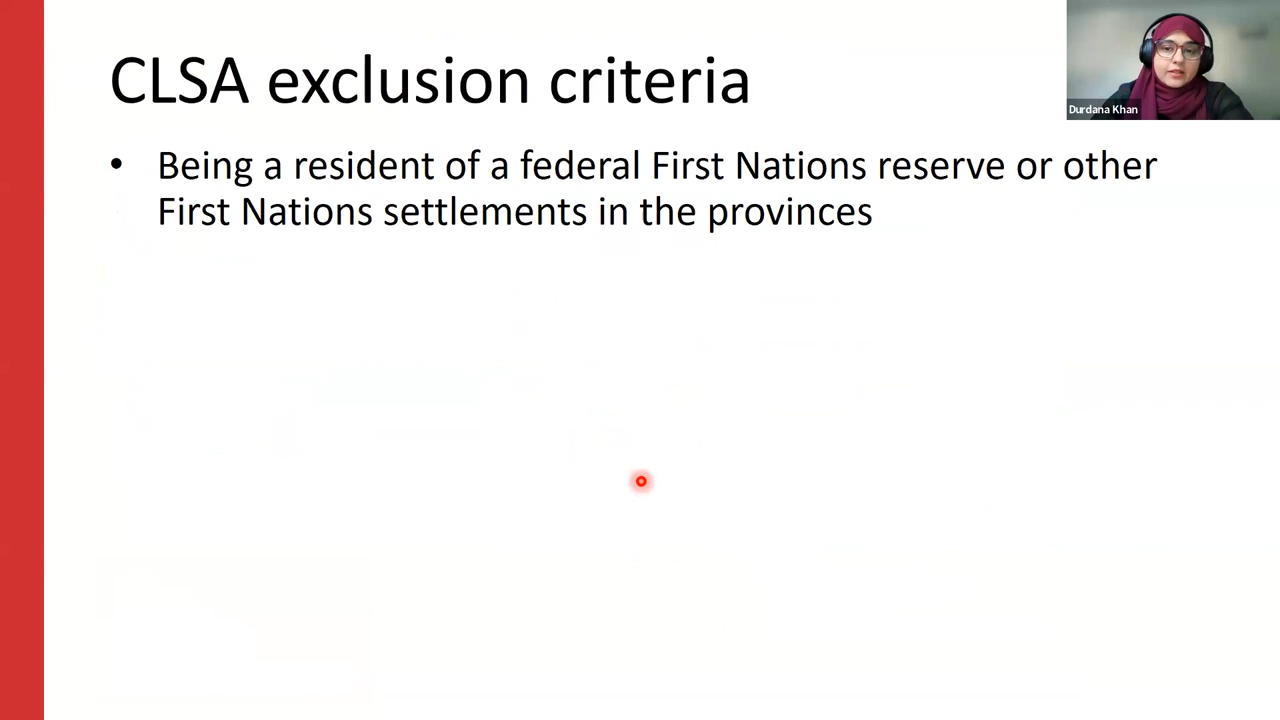 CLSA exclusion criteria
Durdana Khan
• Being a resident of a federal First Nations reserve or other
First Nations settlements in the provinces